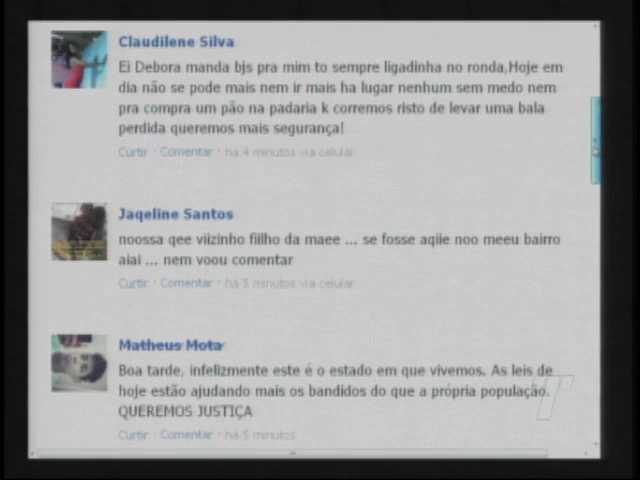 Claudilene Silva
Ei Debora manda bjs pra mim to sempre ligadinha no ronda,Hoje em
dia não se pode mais nem ir mais ha lugar nenhum sem medo nem
pra compra um pão na padaria k corremos risto de levar uma bala
perdida queremos mais segurança!
Curtir · Comentar · há 4 minutos via celular
Jaqeline Santos
noossa qee viizinho fiilho da maee ... se fosse aqiie noo meeu bairro
aiai ... nem voou comentar
Curtir · Comentar · há 5 minutos via celular
Matheus Mota
Boa tarde, infelizmente este é o estado em que vivemos. As leis de
hoje estão ajudando mais os bandidos do que a própria população.
QUEREMOS JUSTIÇA
Curtir · Comentar · há 5 minutos